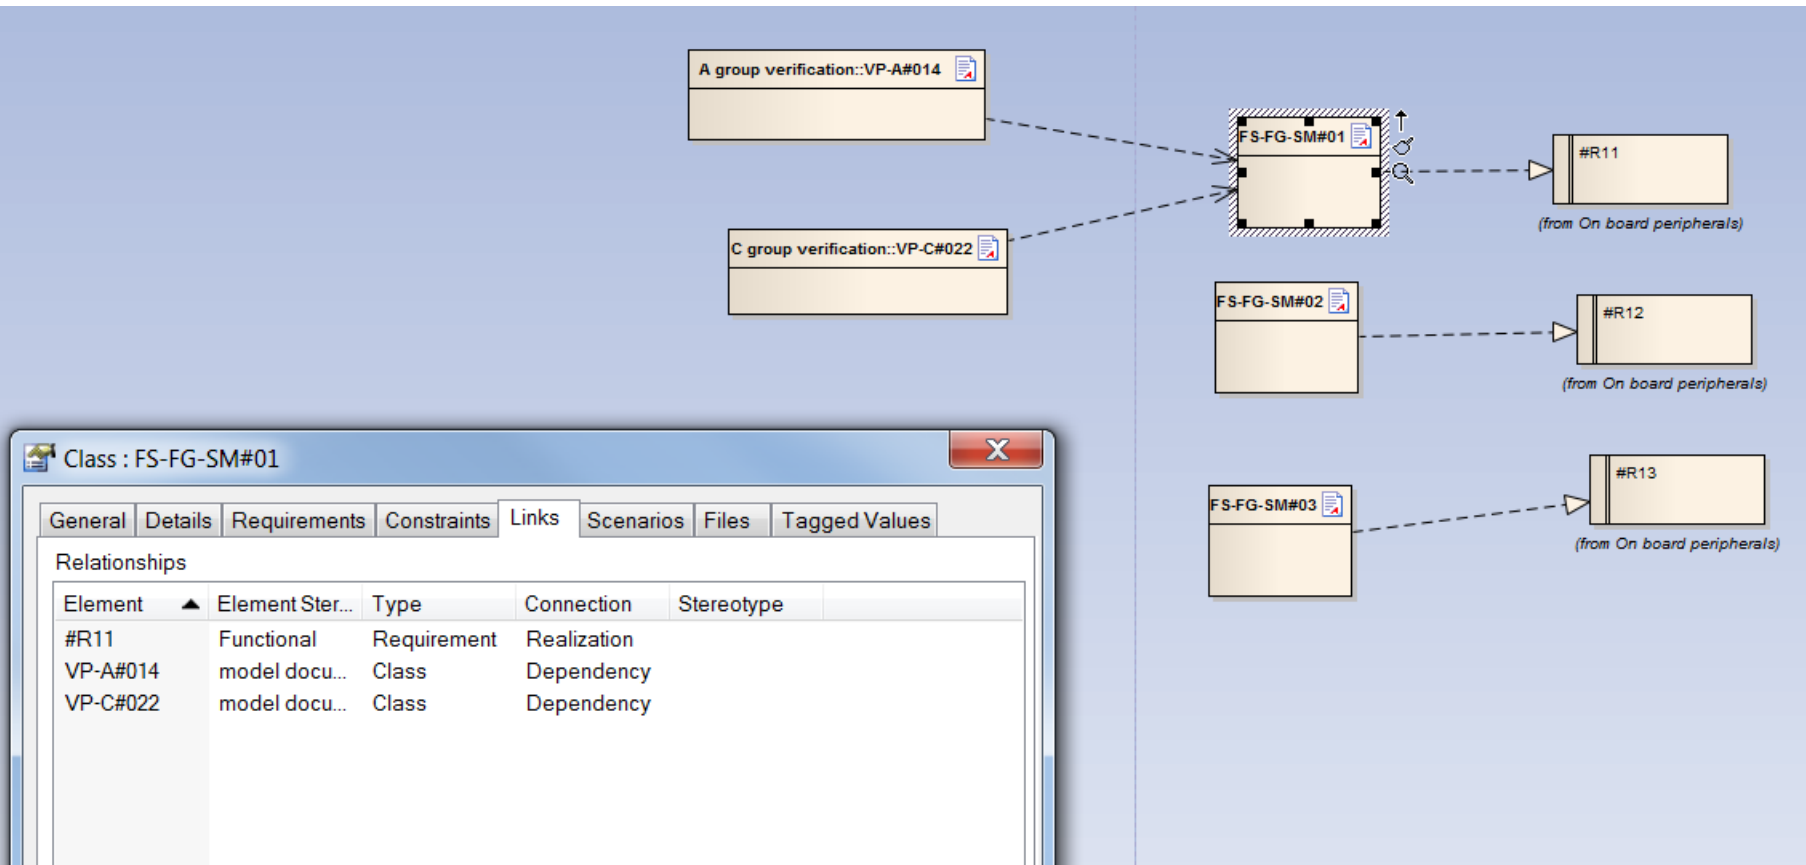 A group verification::VP-A#014
FS-FG-SM#01
#R11
(from On board peripherals)
C group verification::VP-C#022
FS-FG-SM#02
#R12
(from On board peripherals)
FS-FG-SM#03
#R13
(from On board peripherals)
Class : FS-FG-SM#01
General Details Requirements Constraints Links Scenarios Files Tagged Values
Relationships
Element Element Ster... Type Connection Stereotype
#R11 Functional Requirement Realization
VP-A#014 model docu... Class Dependency
VP-C#022 model docu... Class Dependency